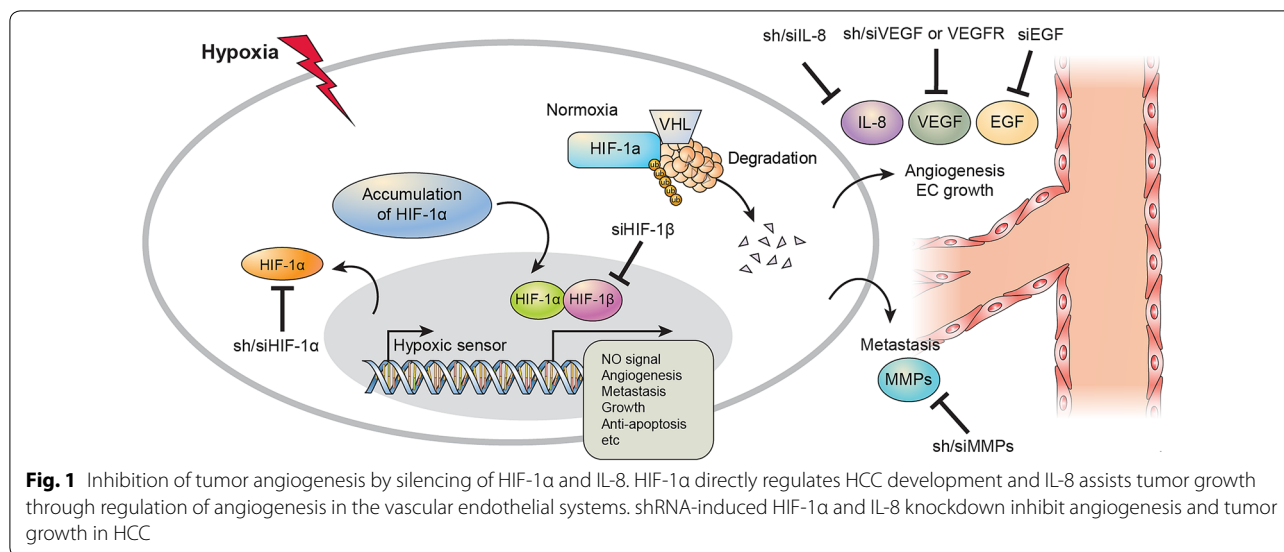 Hypoxia
sh/siIL-8
sh/siVEGF or VEGFR
siEGF
IL-8
VEGF
EGF
Normoxia
VHL
HIF-1a
Degradation
ub
ub
ub
ub
ub
Angiogenesis
EC growth
Accumulation
of HIF-1α
siHIF-1β
HIF-1α
HIF-1α
HIF-1β
sh/siHIF-1α
Hypoxic sensor
NO signal
Angiogenesis
Metastasis
Growth
Anti-apoptosis
etc
Metastasis
MMPs
sh/siMMPs
Fig. 1 Inhibition of tumor angiogenesis by silencing of HIF-1α and IL-8. HIF-1α directly regulates HCC development and IL-8 assists tumor growth
through regulation of angiogenesis in the vascular endothelial systems. shRNA-induced HIF-1α and IL-8 knockdown inhibit angiogenesis and tumor
growth in HCC